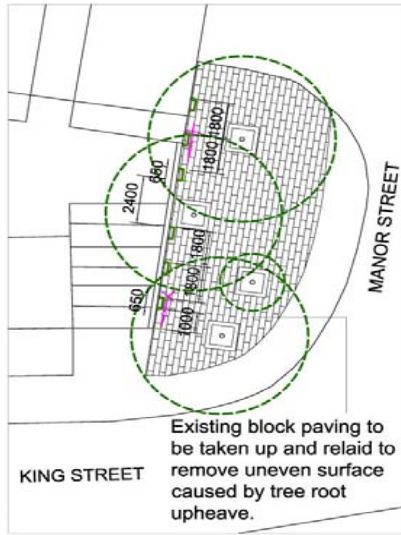 1800
1800
650
2400
1800
1800
650
1000
MANOR STREET
KING STREET
Existing block paving to
be taken up and relaid to
remove uneven surface
caused by tree root
upheave.